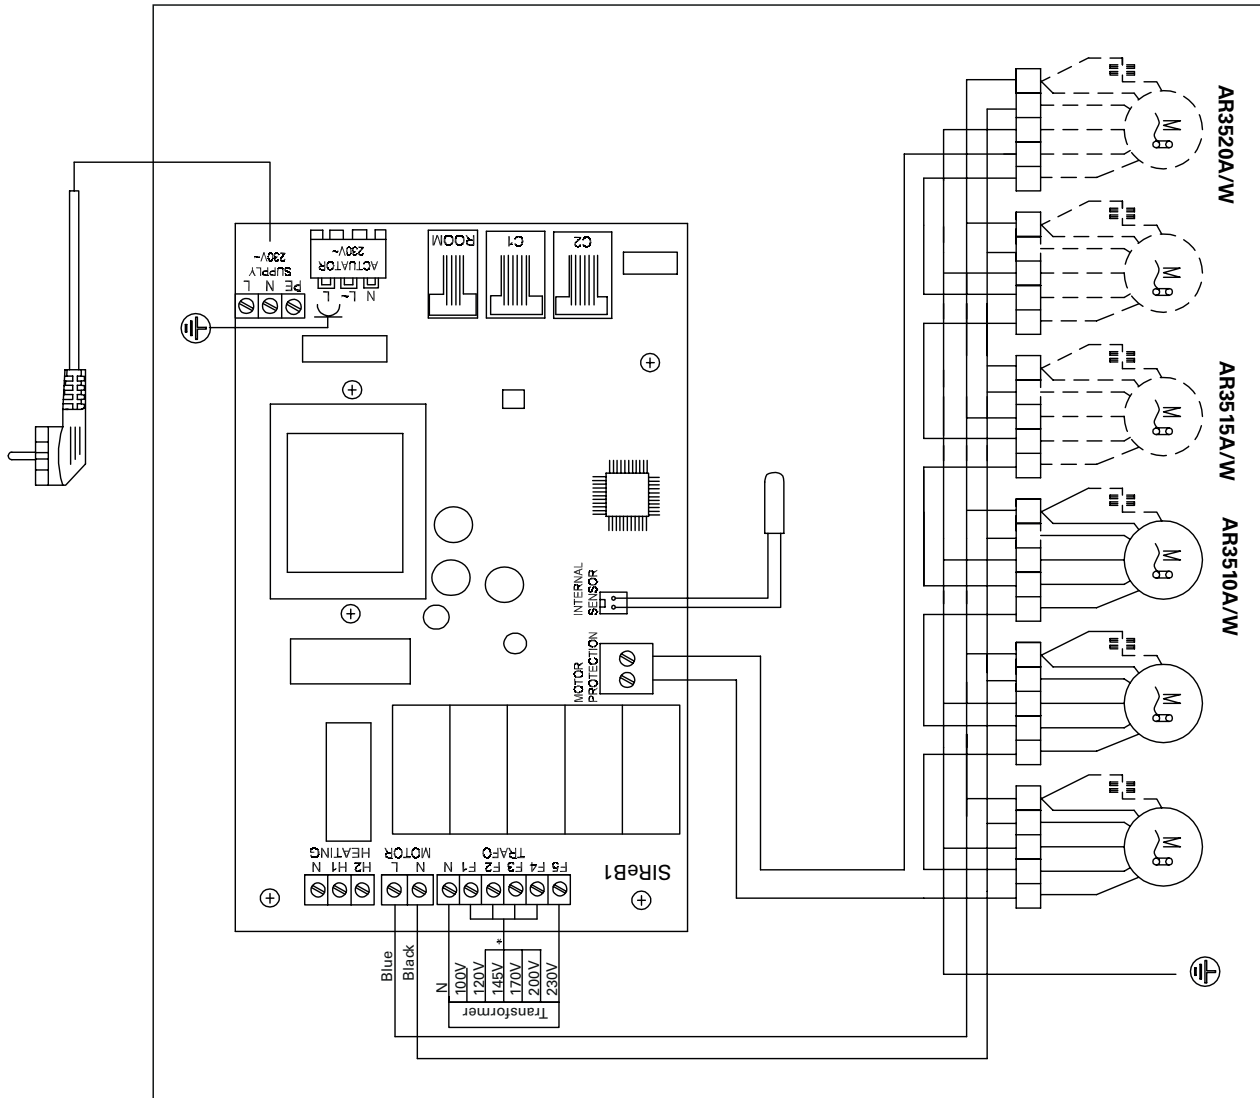 AR3520A/W
AR3515A/W
AR3510A/W
M
M
M
M
M
M
SUPPLY
230V~
L N PE
ACTUATOR
230V~
L L~ N
ROOM
C1
C2
INTERNAL
SENSOR
MOTOR
PROTECTION
HEATING
N H1 H2
MOTOR
L N
TRAFO
N F1 F2 F3 F4 F5
SIReB1
Blue
Black
*
N
100V
120V
145V
170V
200V
230V
Transformer